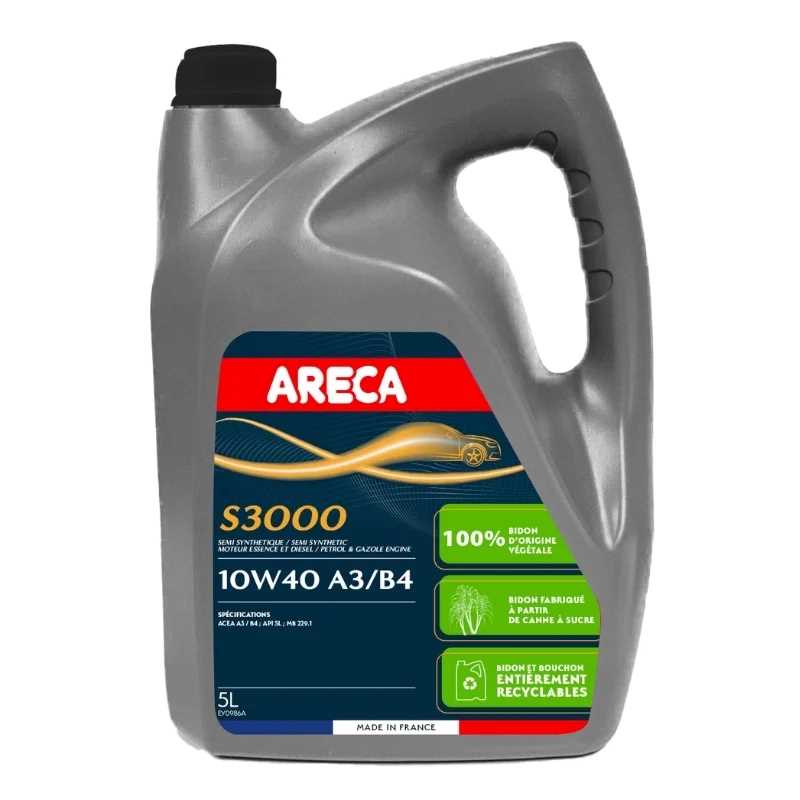 ARECA
S3000
SEMI SYNTHETIQUE / SEMI SYNTHETIC
MOTEUR ESSENCE ET DIESEL / PETROL & GAZOLE ENGINE
10W40 A3/B4
SPÉCIFICATIONS
ACEA A3 / B4 ; API SL ; MB 229.1
100% BIDON
D'ORIGINE
VÉGÉTALE
BIDON FABRIQUÉ
À PARTIR
DE CANNE À SUCRE
BIDON ET BOUCHON
ENTIÈREMENT
RECYCLABLES
5L
EY0986A
MADE IN FRANCE